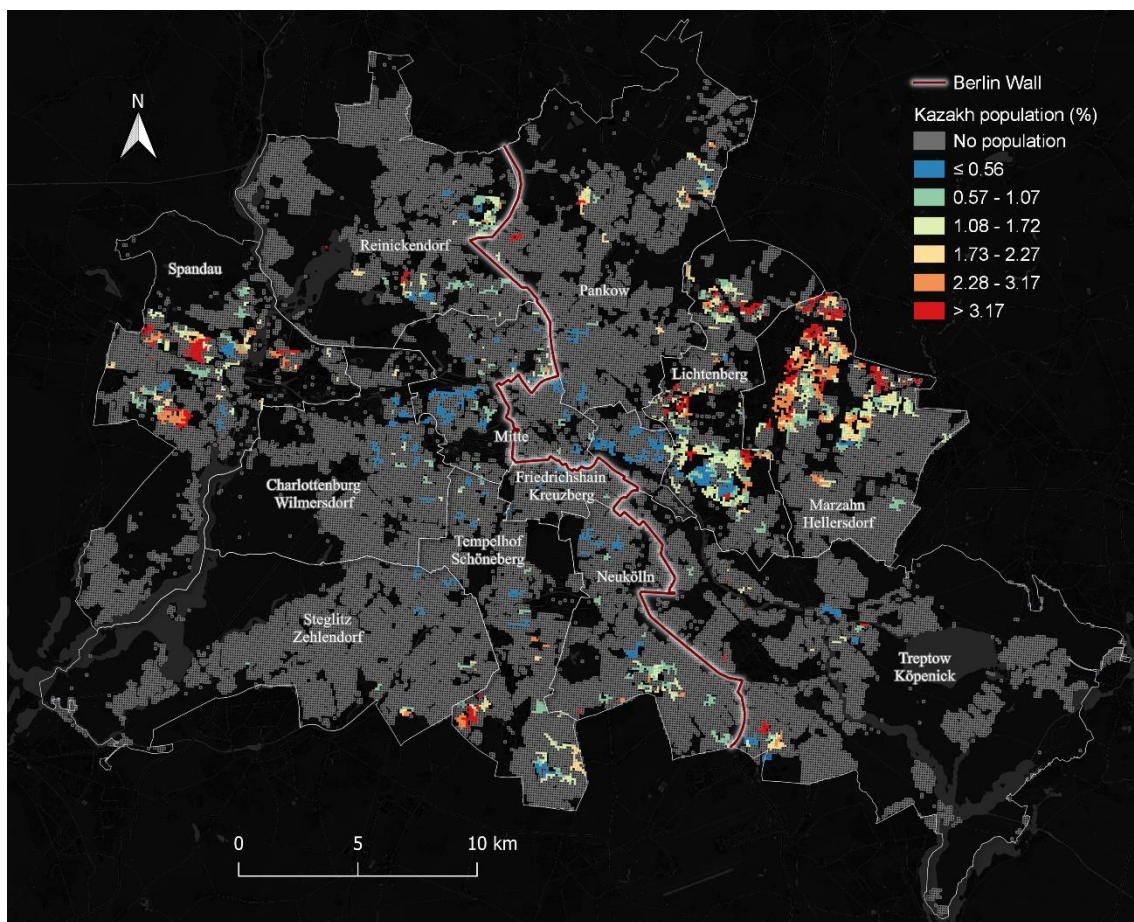 N
Berlin Wall
Kazakh population (%)
No population
≤ 0.56
0.57 - 1.07
1.08 - 1.72
1.73 - 2.27
2.28 - 3.17
> 3.17
Reinickendorf
Spandau
Pankow
Lichtenberg
Mitte
Charlottenburg
Wilmersdorf
Friedrichshain
Kreuzberg
Marzahn
Hellersdorf
Tempelhof
Schöneberg
Neukölln
Steglitz
Zehlendorf
Treptow
Köpenick
0 5 10 km